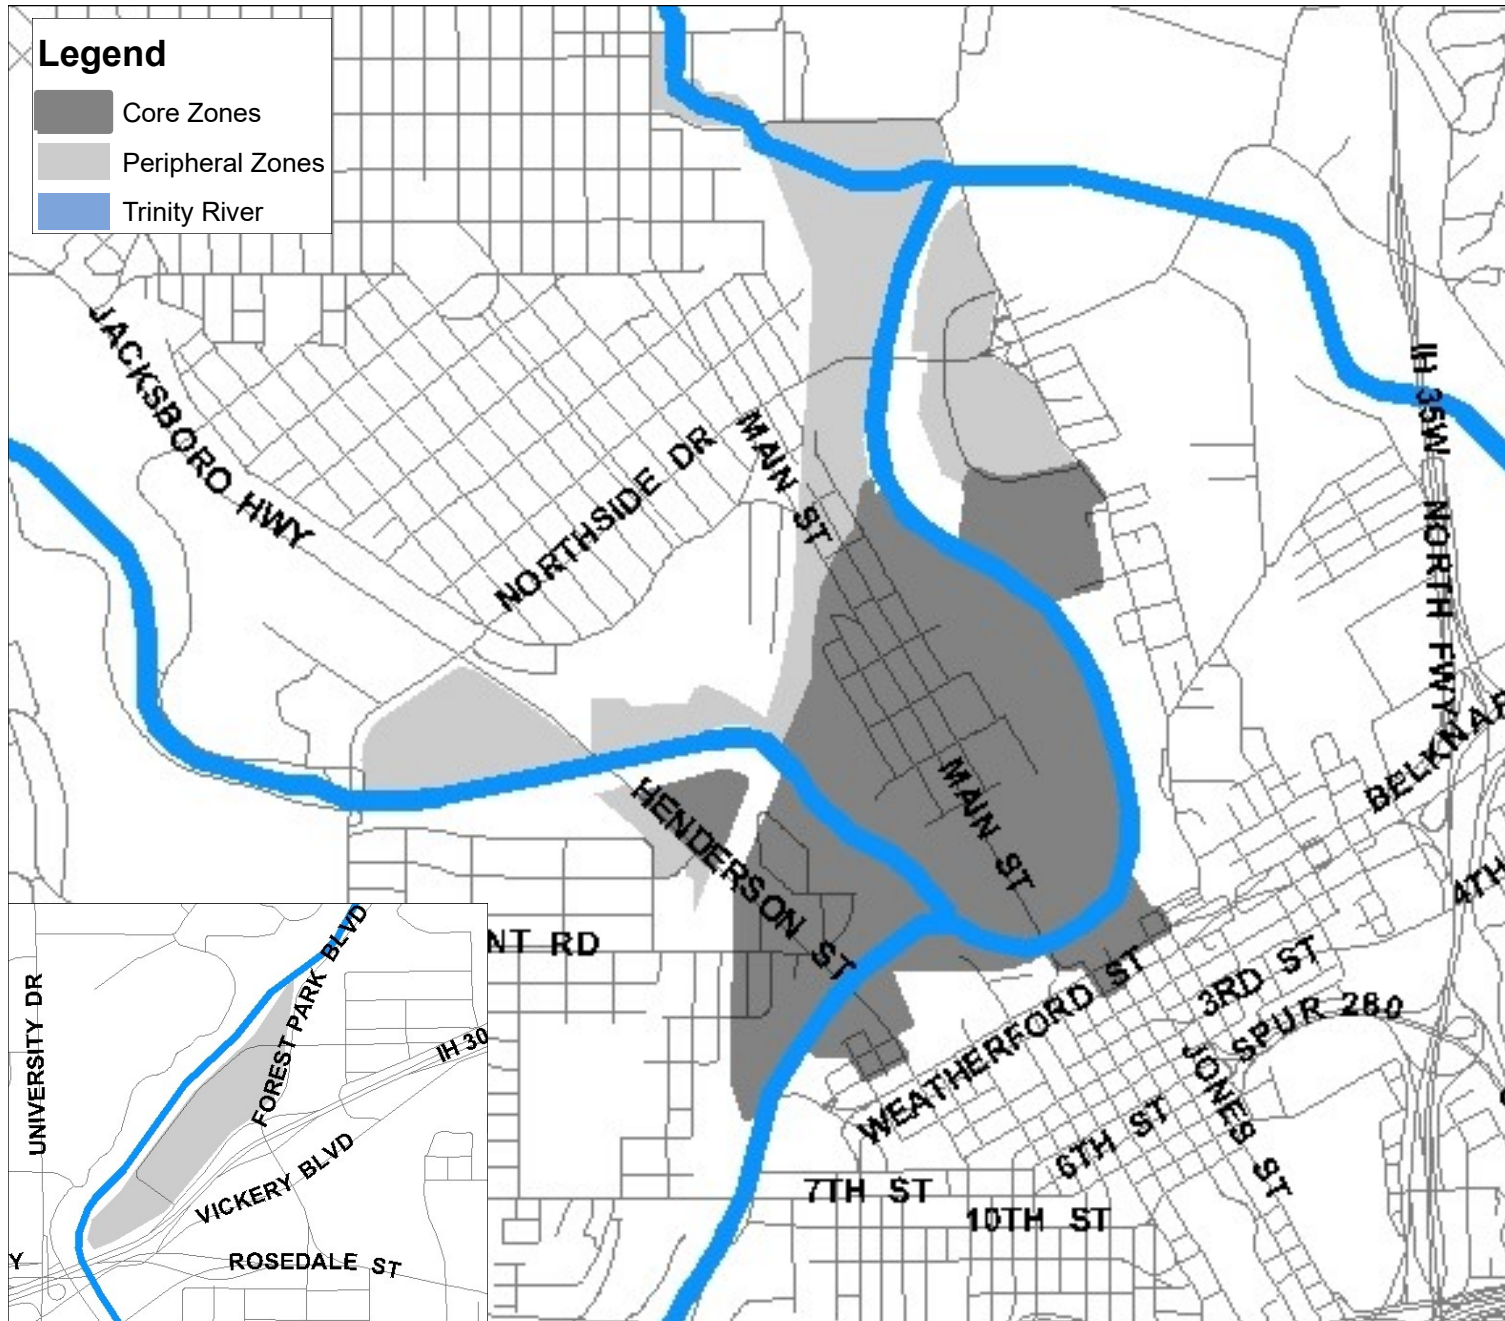 Legend
Core Zones
Peripheral Zones
Trinity River
JACKSBORO HWY
NORTHSIDE DR
MAIN ST
IH 35W NORTH FWY
BELKNAP
HENDERSON ST
MAIN ST
4TH
NT RD
WEATHERFORD ST
3RD ST
SPUR 280
JONES ST
6TH ST
7TH ST
10TH ST
UNIVERSITY DR
FOREST PARK BLVD
IH 30
VICKERY BLVD
ROSEDALE ST
Y